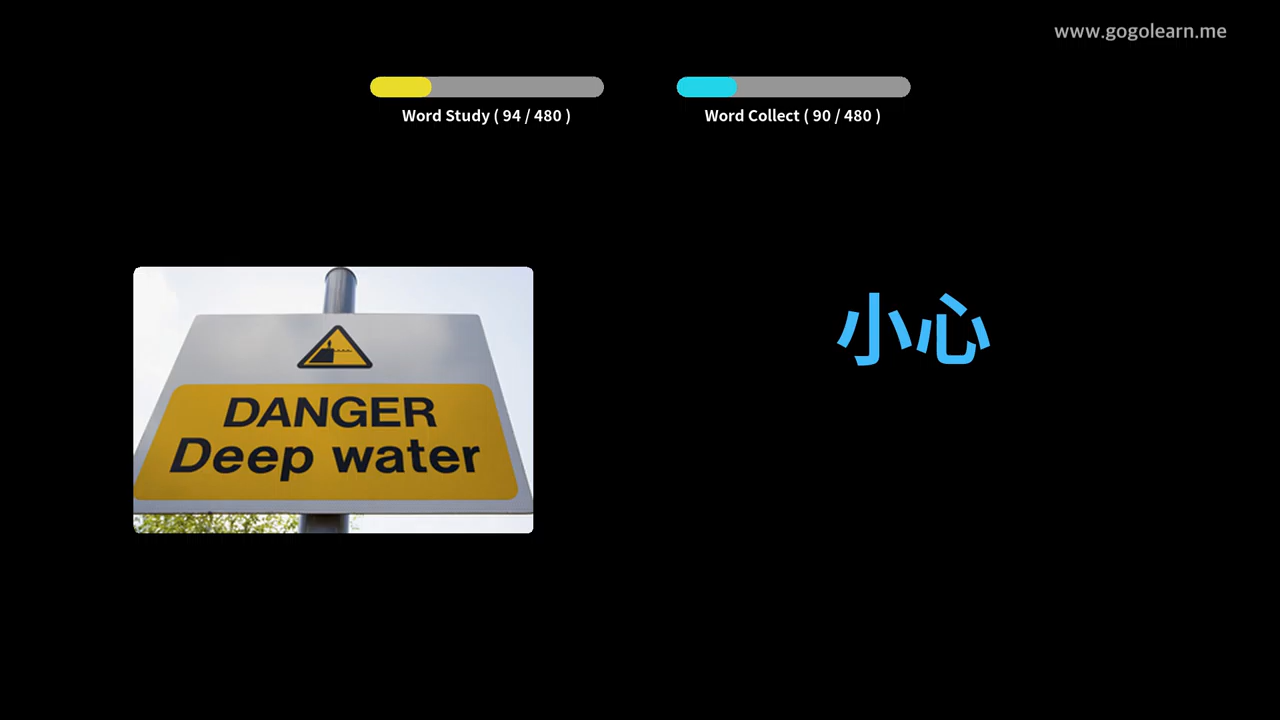 www.gogolearn.me
Word Study ( 94 / 480 )
Word Collect ( 90 / 480 )
小心
DANGER
Deep water